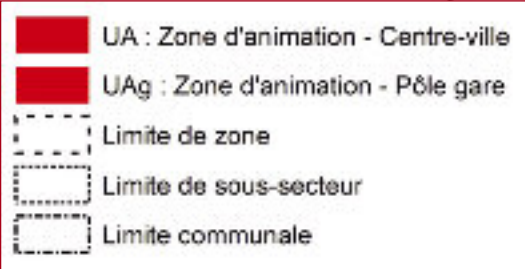 UA : Zone d'animation - Centre-ville
UAg : Zone d'animation - Pôle gare
Limite de zone
Limite de sous-secteur
Limite communale